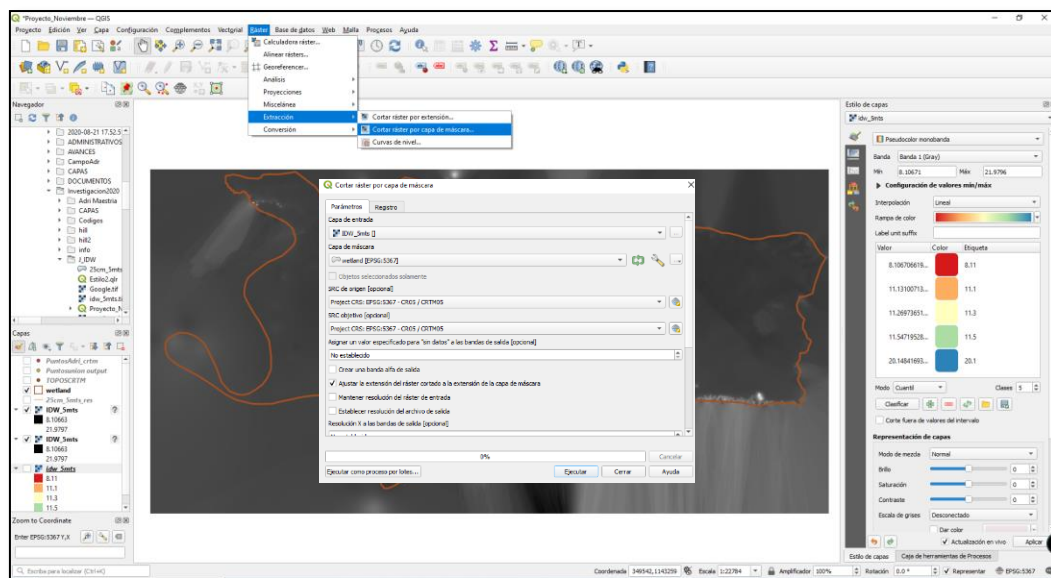 *Proyecto_Noviembre — QGIS
Proyecto Edición Ver Capa Configuración Complementos Vectorial Ráster Base de datos Web Malla Procesos Ayuda
Calculadora ráster...
Alinear rásters...
Georeferencer...
Análisis
Proyecciones
Miscelánea
Extracción
Conversión
Cortar ráster por extensión...
Cortar ráster por capa de máscara...
Curvas de nivel...
Navegador
2020-08-21 17.52.5
ADMINISTRATIVOS
AVANCES
CampoAdr
CAPAS
DOCUMENTOS
Investigacion2020
Adri Maestria
CAPAS
Codigos
hill
hill2
info
J_IDW
25cm_5mts
Estilo2.qlr
Google.tif
idw_5mts.ti
Proyecto_N
Capas
PuntosAdri_crtm
Puntosunion output
TOPOSCRTM
wetland
25cm_5mts_res
IDW_5mts
8.10663
21.9797
IDW_5mts
8.10663
21.9797
idw_5mts
8.11
11.1
11.3
11.5
Zoom to Coordinate
Enter EPSG:5367 Y,X
Escriba para localizar (Ctrl+K)
Cortar ráster por capa de máscara
Parámetros Registro
Capa de entrada
IDW_5mts []
Capa de máscara
wetland [EPSG:5367]
Objetos seleccionados solamente
SRC de origen [opcional]
Project CRS: EPSG:5367 - CR05 / CRTM05
SRC objetivo [opcional]
Project CRS: EPSG:5367 - CR05 / CRTM05
Asignar un valor especificado para "sin datos" a las bandas de salida [opcional]
No establecido
Crear una banda alfa de salida
Ajustar la extensión del ráster cortado a la extensión de la capa de máscara
Mantener resolución del ráster de entrada
Establecer resolución del archivo de salida
Resolución X a las bandas de salida [opcional]
0%
Cancelar
Ejecutar como proceso por lotes...
Ejecutar Cerrar Ayuda
Estilo de capas
idw_5mts
Pseudocolor monobanda
Banda Banda 1 (Gray)
Mín 8.10671 Máx 21.9796
Configuración de valores mín/máx
Interpolación Lineal
Rampa de color
Label unit suffix
Valor Color Etiqueta
8.106706619... 8.11
11.13100713... 11.1
11.26973651... 11.3
11.54719528... 11.5
20.14841693... 20.1
Modo Cuantil Clases 5
Clasificar
Corte fuera de valores del intervalo
Representación de capas
Modo de mezcla Normal
Brillo 0
Saturación 0
Contraste 0
Escala de grises Desconectado
Dar color
Actualización en vivo Aplicar
Estilo de capas Caja de herramientas de Procesos
Coordenada 349542,1143259 Escala 1:22784 Amplificador 100% Rotación 0.0 ° Representar EPSG:5367